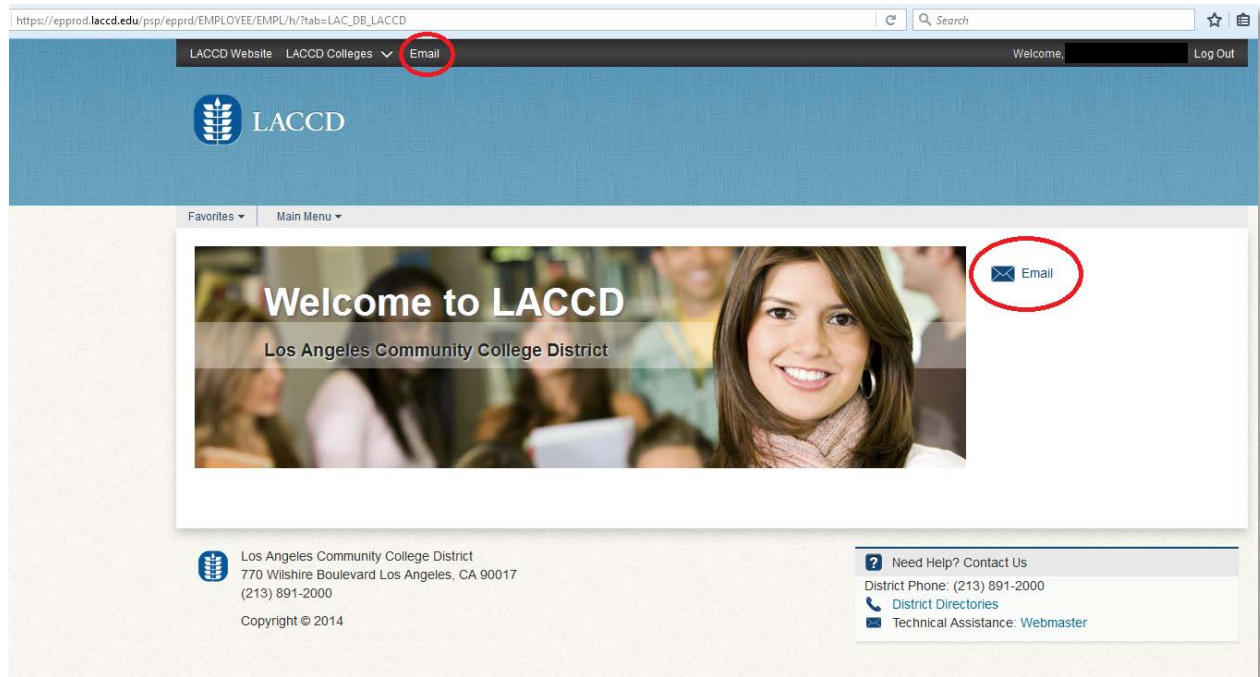 https://epprod.laccd.edu/psp/epprd/EMPLOYEE/EMPL/h/?tab=LAC_DB_LACCD
Search
LACCD Website LACCD Colleges Email Welcome, Log Out
LACCD
Favorites Main Menu
Welcome to LACCD
Los Angeles Community College District
Email
Los Angeles Community College District
770 Wilshire Boulevard Los Angeles, CA 90017
(213) 891-2000
Copyright © 2014
? Need Help? Contact Us
District Phone: (213) 891-2000
District Directories
Technical Assistance: Webmaster